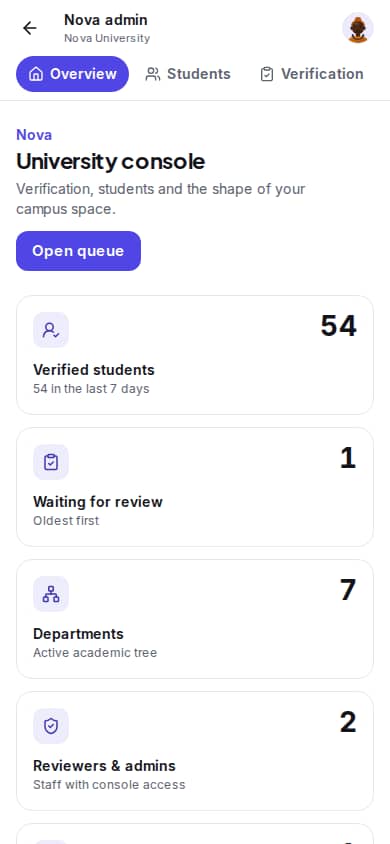 Nova admin
Nova University
Overview
Students
Verification
Nova
University console
Verification, students and the shape of your
campus space.
Open queue
54
Verified students
54 in the last 7 days
1
Waiting for review
Oldest first
7
Departments
Active academic tree
2
Reviewers & admins
Staff with console access